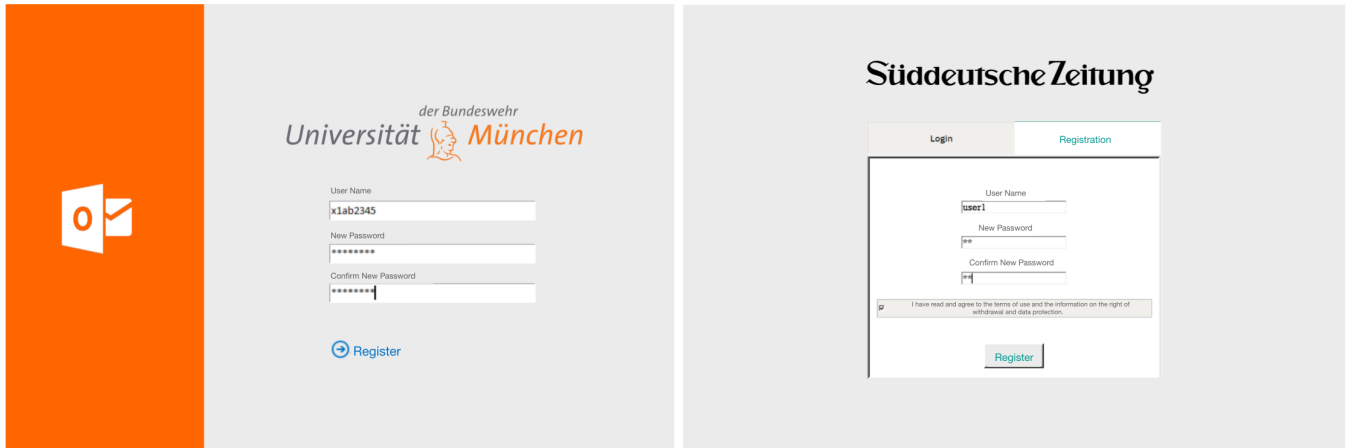 der Bundeswehr
Universität München
User Name
x1ab2345
New Password
********
Confirm New Password
********
Register
Süddeutsche Zeitung
Login Registration
User Name
user1
New Password
**
Confirm New Password
**
I have read and agree to the terms of use and the information on the right of
withdrawal and data protection.
Register